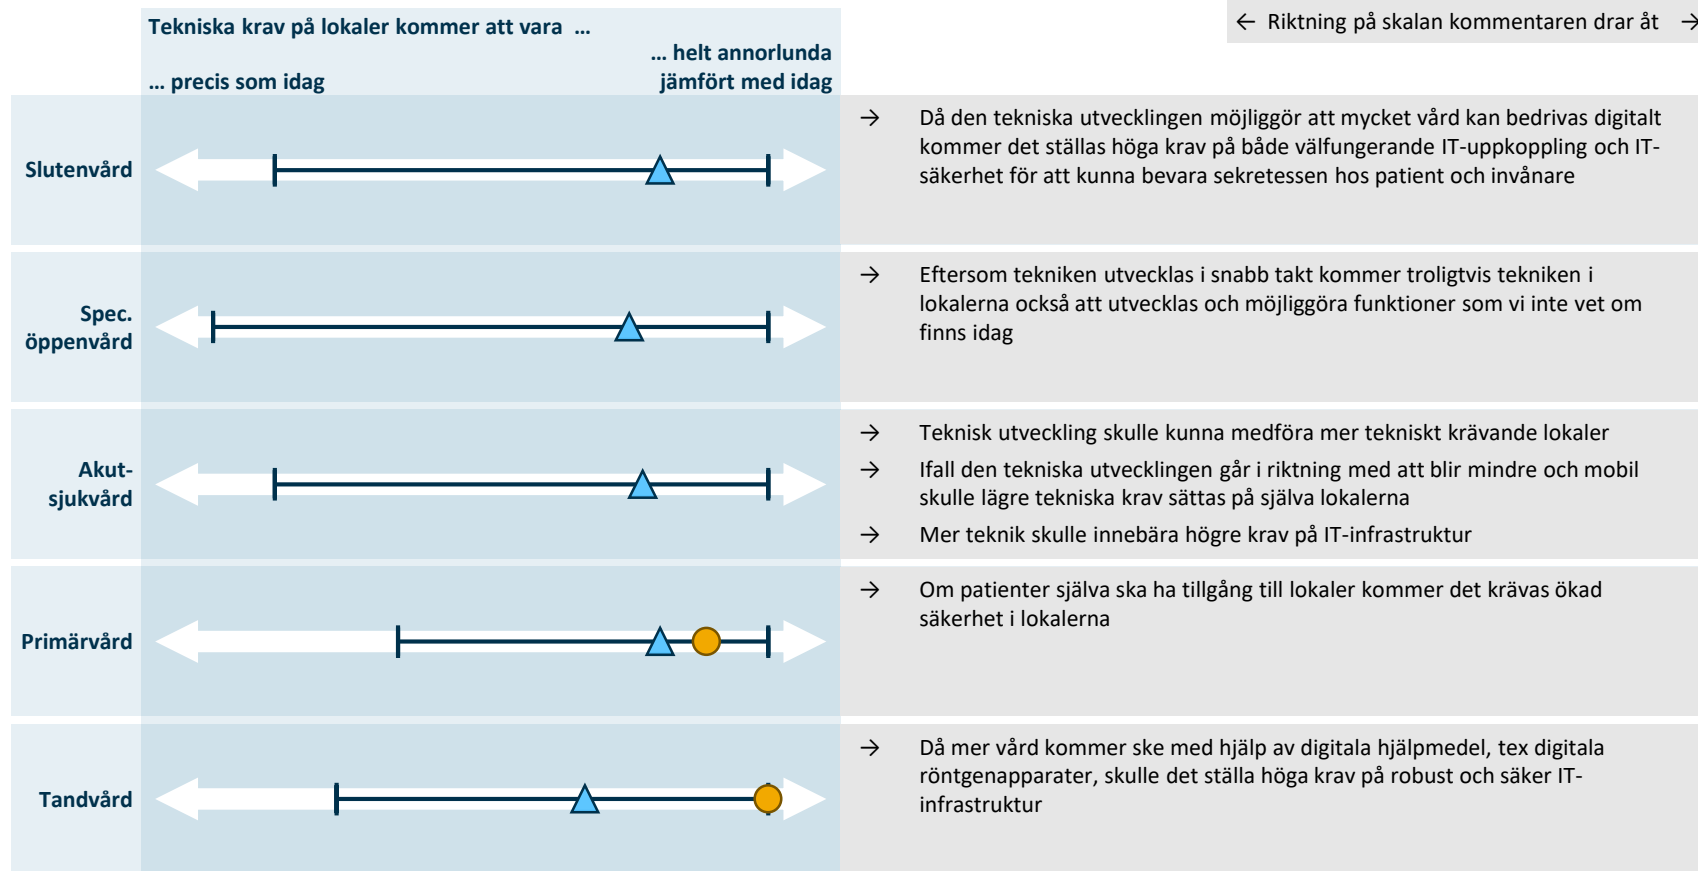 Tekniska krav på lokaler kommer att vara ...
← Riktning på skalan kommentaren drar åt →
... precis som idag
... helt annorlunda
jämfört med idag
Slutenvård
→ Då den tekniska utvecklingen möjliggör att mycket vård kan bedrivas digitalt
kommer det ställas höga krav på både välfungerande IT-uppkoppling och IT-
säkerhet för att kunna bevara sekretessen hos patient och invånare
Spec.
öppenvård
→ Eftersom tekniken utvecklas i snabb takt kommer troligtvis tekniken i
lokalerna också att utvecklas och möjliggöra funktioner som vi inte vet om
finns idag
Akut-
sjukvård
→ Teknisk utveckling skulle kunna medföra mer tekniskt krävande lokaler
→ Ifall den tekniska utvecklingen går i riktning med att blir mindre och mobil
skulle lägre tekniska krav sättas på själva lokalerna
→ Mer teknik skulle innebära högre krav på IT-infrastruktur
Primärvård
→ Om patienter själva ska ha tillgång till lokaler kommer det krävas ökad
säkerhet i lokalerna
Tandvård
→ Då mer vård kommer ske med hjälp av digitala hjälpmedel, tex digitala
röntgenapparater, skulle det ställa höga krav på robust och säker IT-
infrastruktur